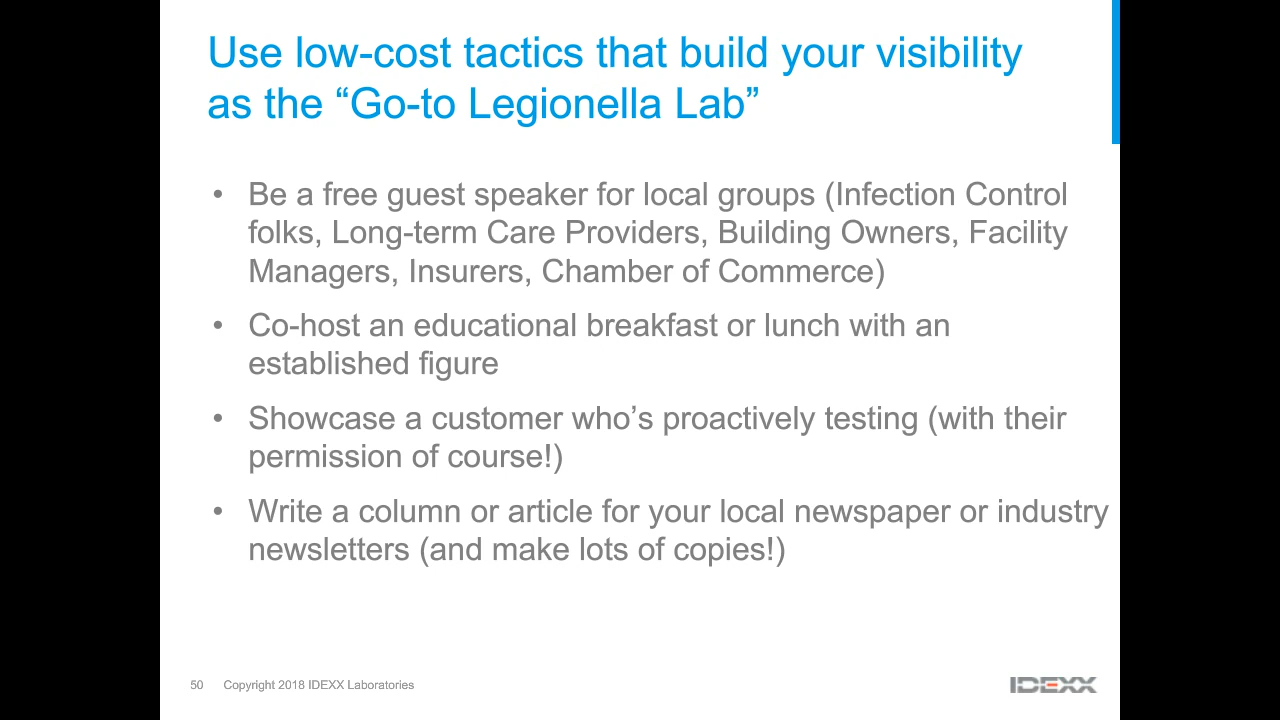 Use low-cost tactics that build your visibility
as the “Go-to Legionella Lab”
• Be a free guest speaker for local groups (Infection Control
folks, Long-term Care Providers, Building Owners, Facility
Managers, Insurers, Chamber of Commerce)
• Co-host an educational breakfast or lunch with an
established figure
• Showcase a customer who’s proactively testing (with their
permission of course!)
• Write a column or article for your local newspaper or industry
newsletters (and make lots of copies!)
50 Copyright 2018 IDEXX Laboratories
IDEXX